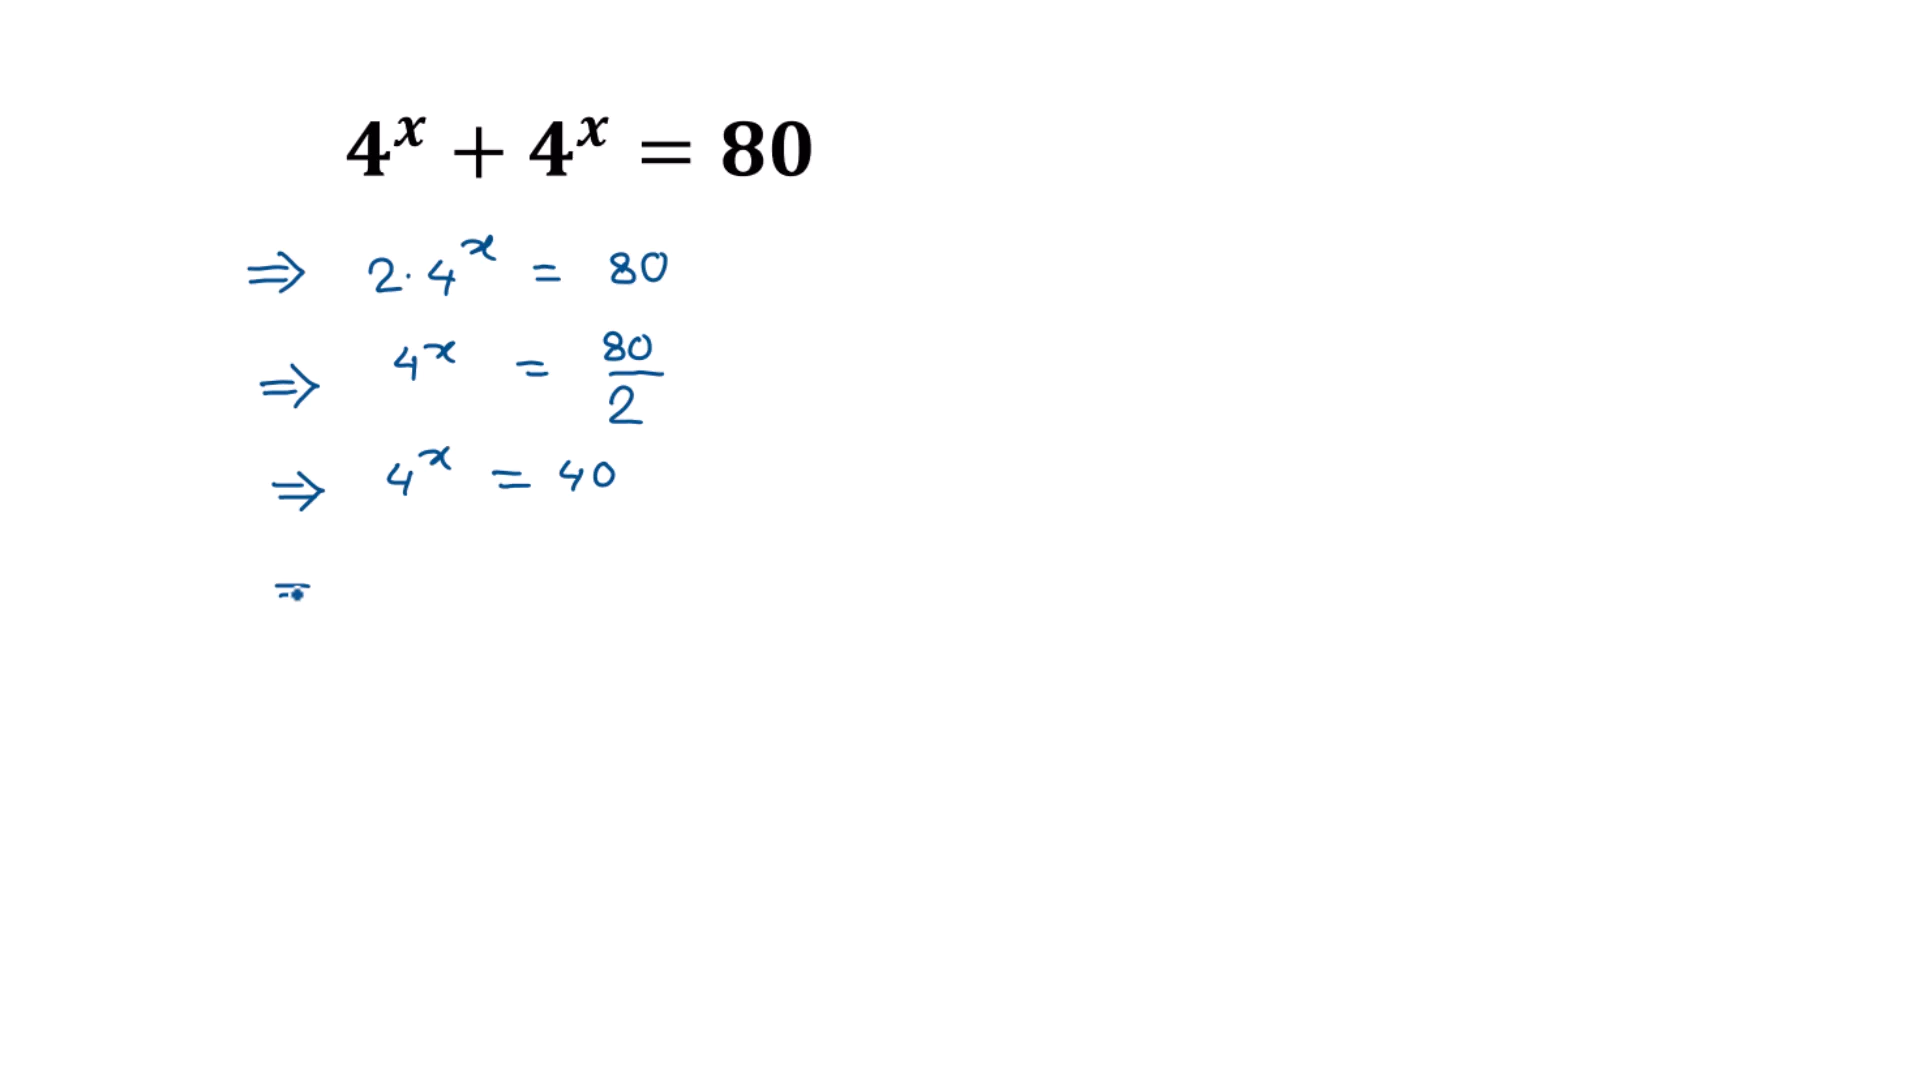 4^x + 4^x = 80
⇒ 2·4^x = 80
⇒ 4^x = 80/2
⇒ 4^x = 40
=